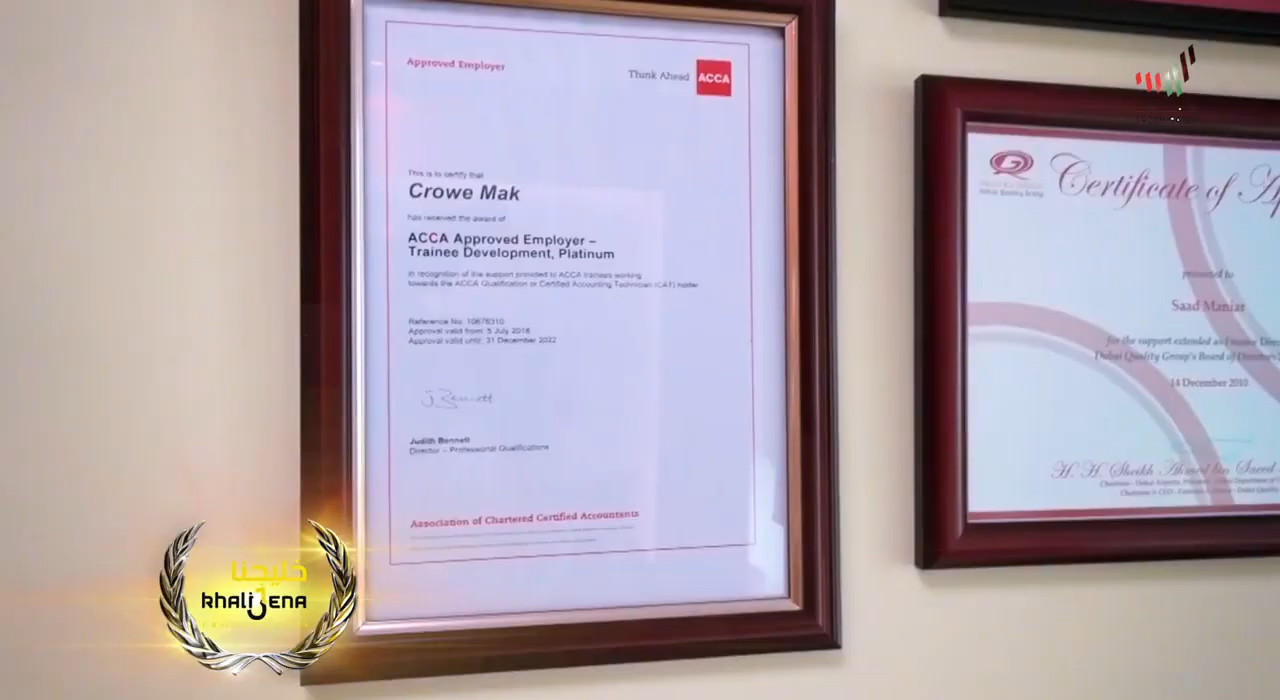 Approved Employer
Think Ahead ACCA
This is to certify that
Crowe Mak
has received the award of
ACCA Approved Employer –
Trainee Development, Platinum
in recognition of the support provided to ACCA trainees working
towards the ACCA Qualification or Certified Accounting Technician (CAT) holder
Reference No: 10676310
Approval valid from: 5 July 2018
Approval valid until: 31 December 2022
Judith Bennett
Director – Professional Qualifications
Association of Chartered Certified Accountants
Certificate of
presented to
Saad Maniar
for the support extended
Dubai Quality Group's Board of
14 December 2010
H. H. Sheikh Ahmed bin Saeed
خليجنا
khaliJENA